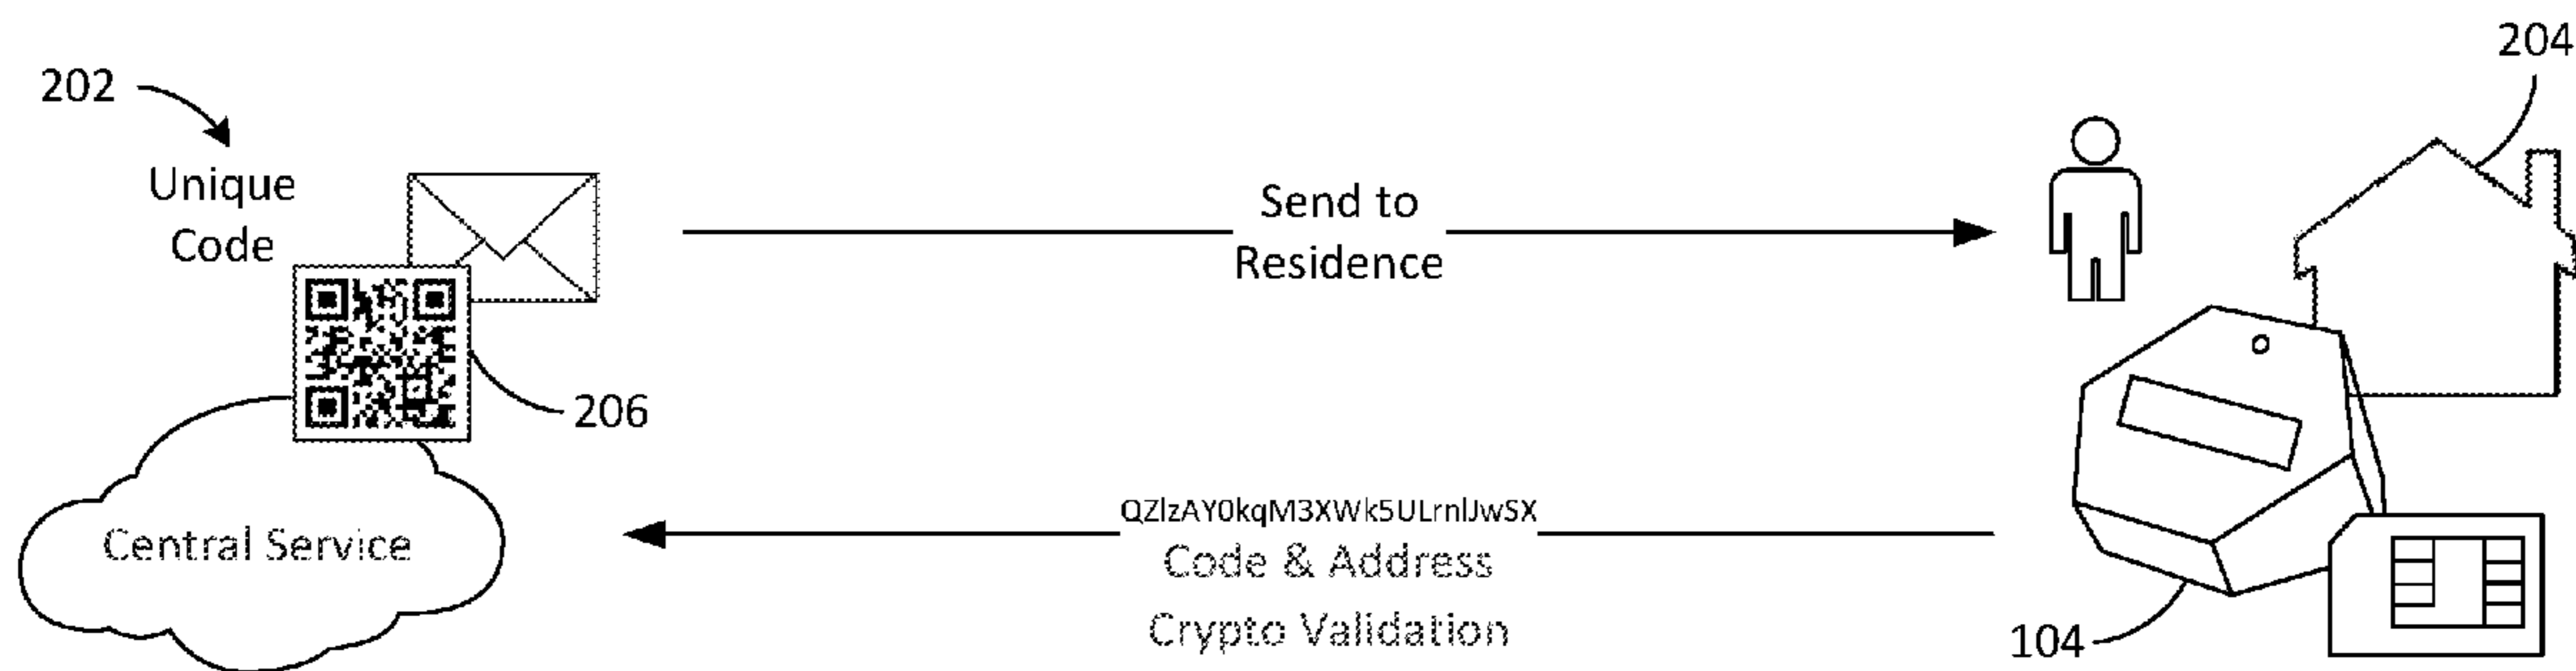 204
202
Unique
Code
Send to
Residence
206
QZlzAY0kqM3XWk5ULrnlJwSX
Central Service
Code & Address
Crypto Validation
104